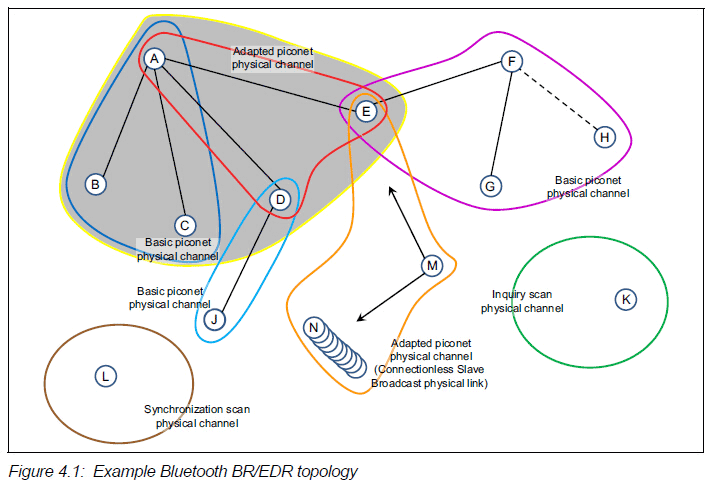 Adapted piconet
physical channel
A
F
E
H
B
D
G
Basic piconet
physical channel
C
Basic piconet
physical channel
M
Basic piconet
physical channel
J
Inquiry scan
physical channel
K
N
Adapted piconet
physical channel
(Connectionless Slave
Broadcast physical link)
L
Synchronization scan
physical channel
Figure 4.1: Example Bluetooth BR/EDR topology